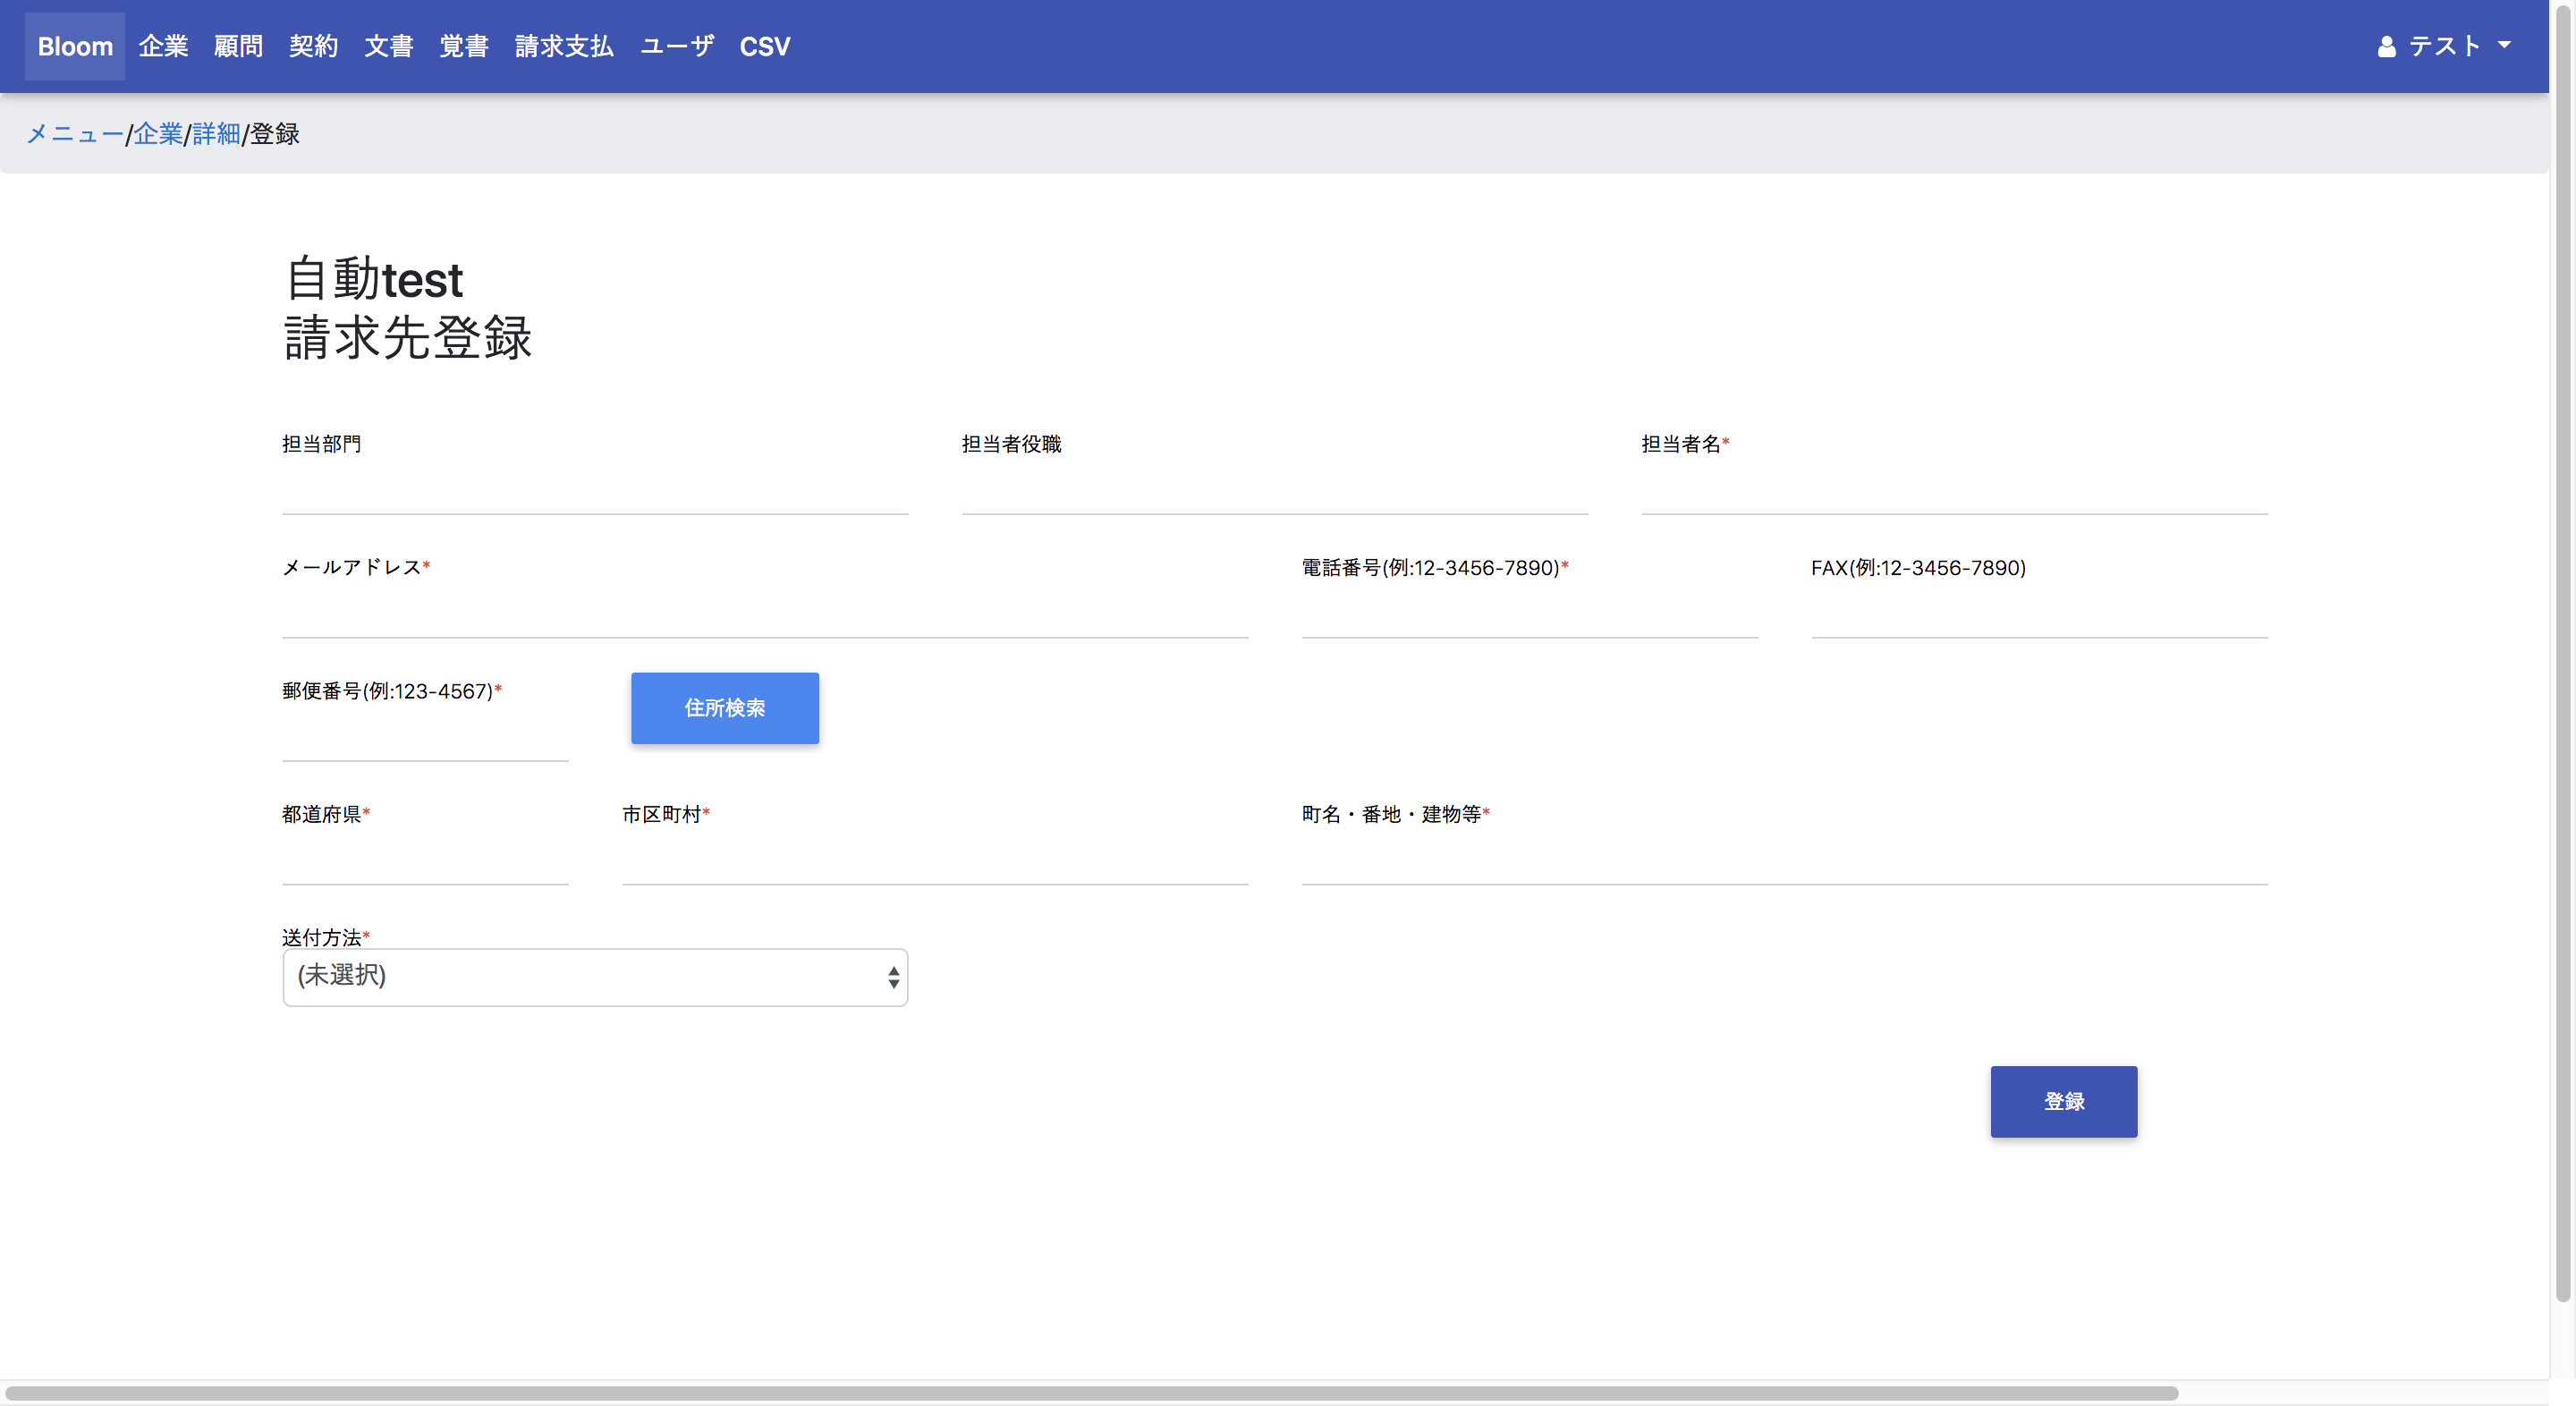 Bloom 企業 顧問 契約 文書 覚書 請求支払 ユーザ CSV テスト
メニュー/企業/詳細/登録
自動test
請求先登録
担当部門 担当者役職 担当者名*
メールアドレス* 電話番号(例:12-3456-7890)* FAX(例:12-3456-7890)
郵便番号(例:123-4567)* 住所検索
都道府県* 市区町村* 町名・番地・建物等*
送付方法*
(未選択)
登録